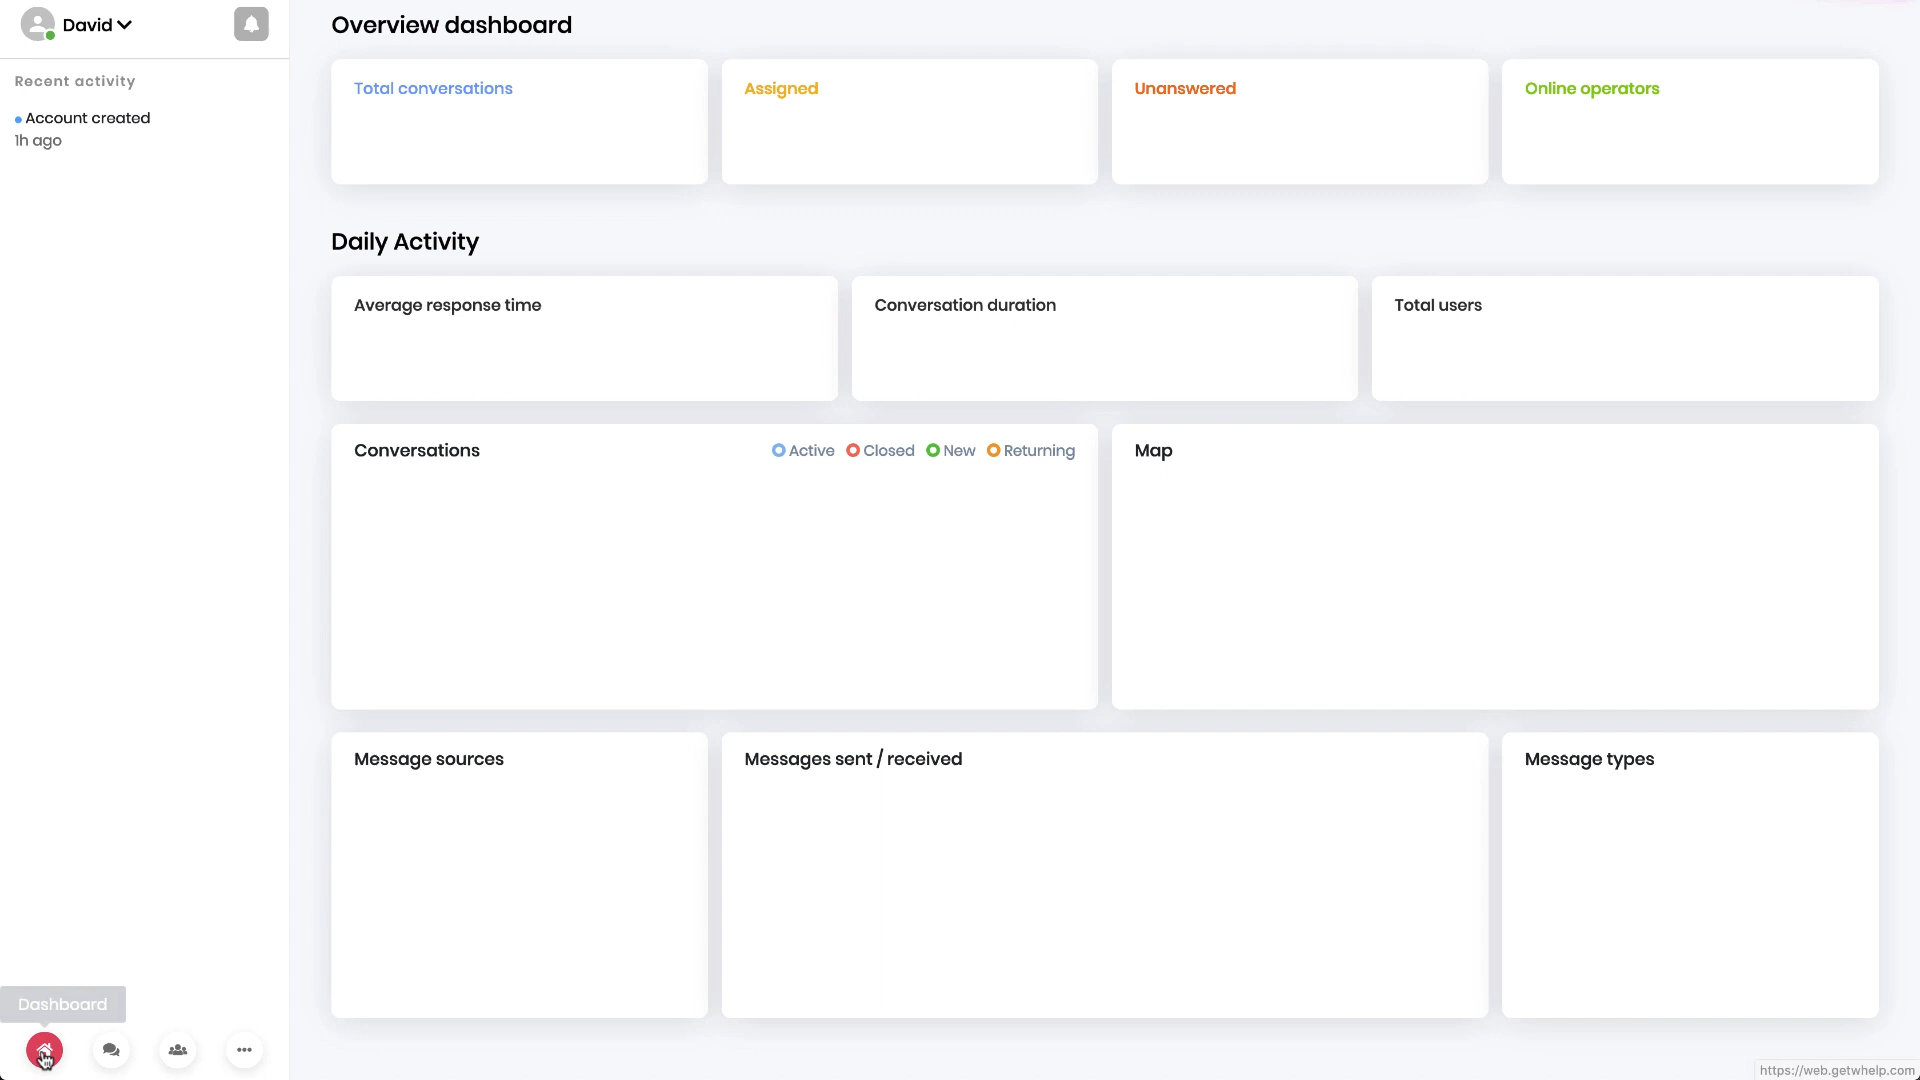 David
Recent activity
Account created
1h ago
Overview dashboard
Total conversations
Assigned
Unanswered
Online operators
Daily Activity
Average response time
Conversation duration
Total users
Conversations
Active
Closed
New
Returning
Map
Message sources
Messages sent / received
Message types
Dashboard
https://web.getwhelp.com